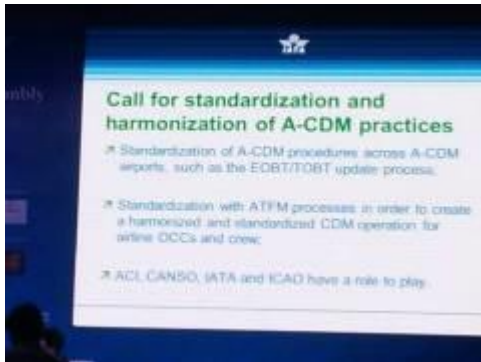 Call for standardization and
harmonization of A-CDM practices
Standardization of A-CDM procedures across A-CDM
airports, such as the EOBT/TOBT update process;
Standardization with ATFM processes in order to create
a harmonized and standardized CDM operation for
airline OCCs and crew;
ACI, CANSO, IATA and ICAO have a role to play.